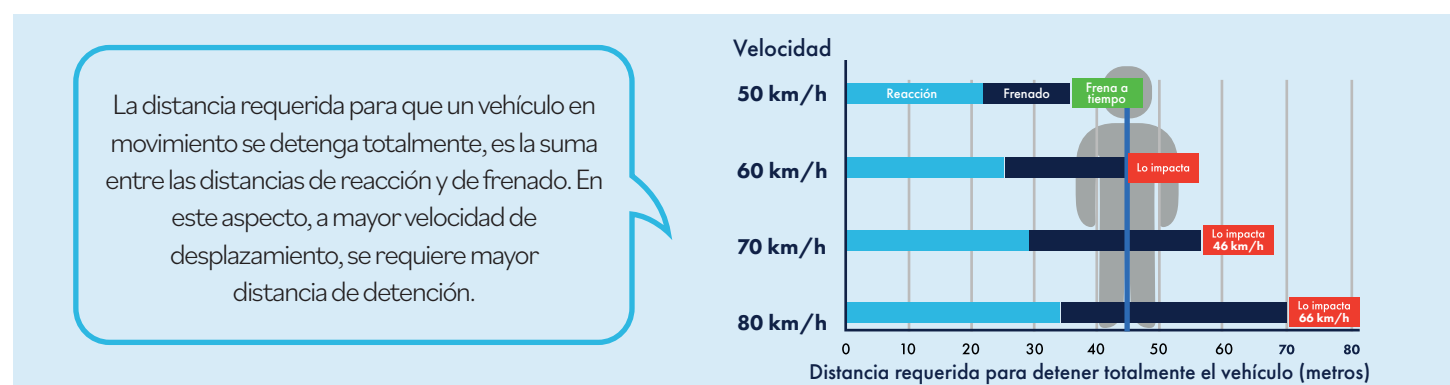 La distancia requerida para que un vehículo en
movimiento se detenga totalmente, es la suma
entre las distancias de reacción y de frenado. En
este aspecto, a mayor velocidad de
desplazamiento, se requiere mayor
distancia de detención.
Velocidad
50 km/h
Reacción
Frenado
Frena a
tiempo
60 km/h
Lo impacta
70 km/h
Lo impacta
46 km/h
80 km/h
Lo impacta
66 km/h
0 10 20 30 40 50 60 70 80
Distancia requerida para detener totalmente el vehículo (metros)